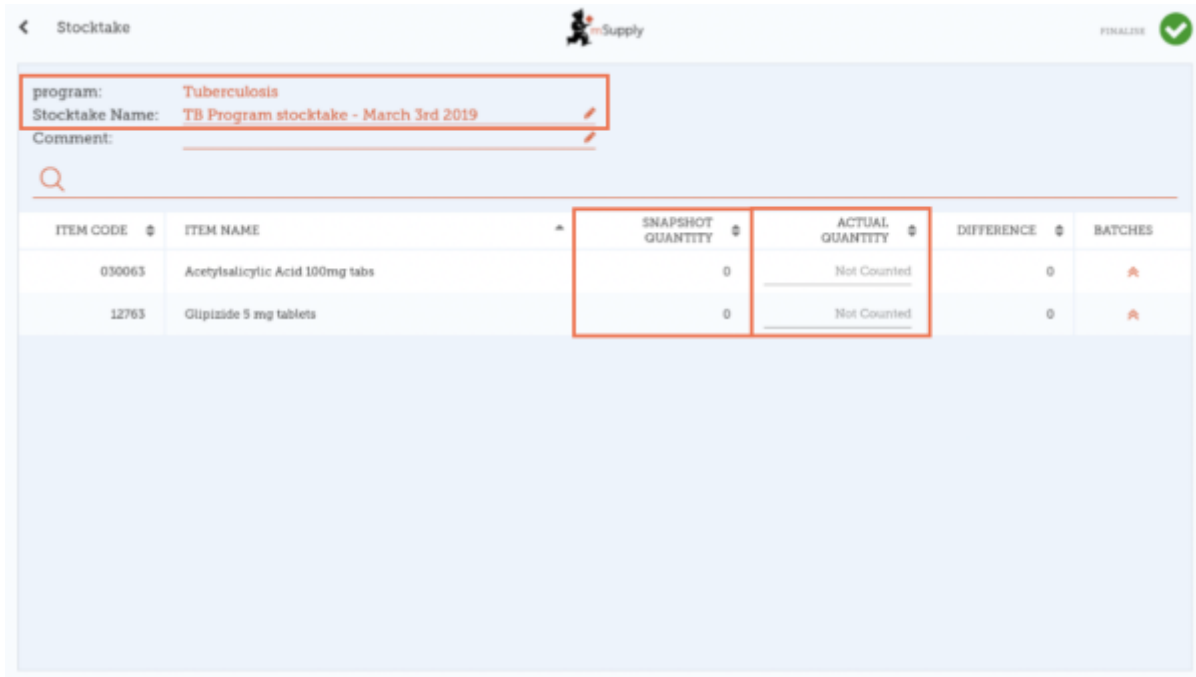 Stocktake
mSupply
FINALISE
program: Tuberculosis
Stocktake Name: TB Program stocktake - March 3rd 2019
Comment:
ITEM CODE ITEM NAME SNAPSHOT QUANTITY ACTUAL QUANTITY DIFFERENCE BATCHES
030063 Acetylsalicylic Acid 100mg tabs 0 Not Counted 0
12763 Glipizide 5 mg tablets 0 Not Counted 0